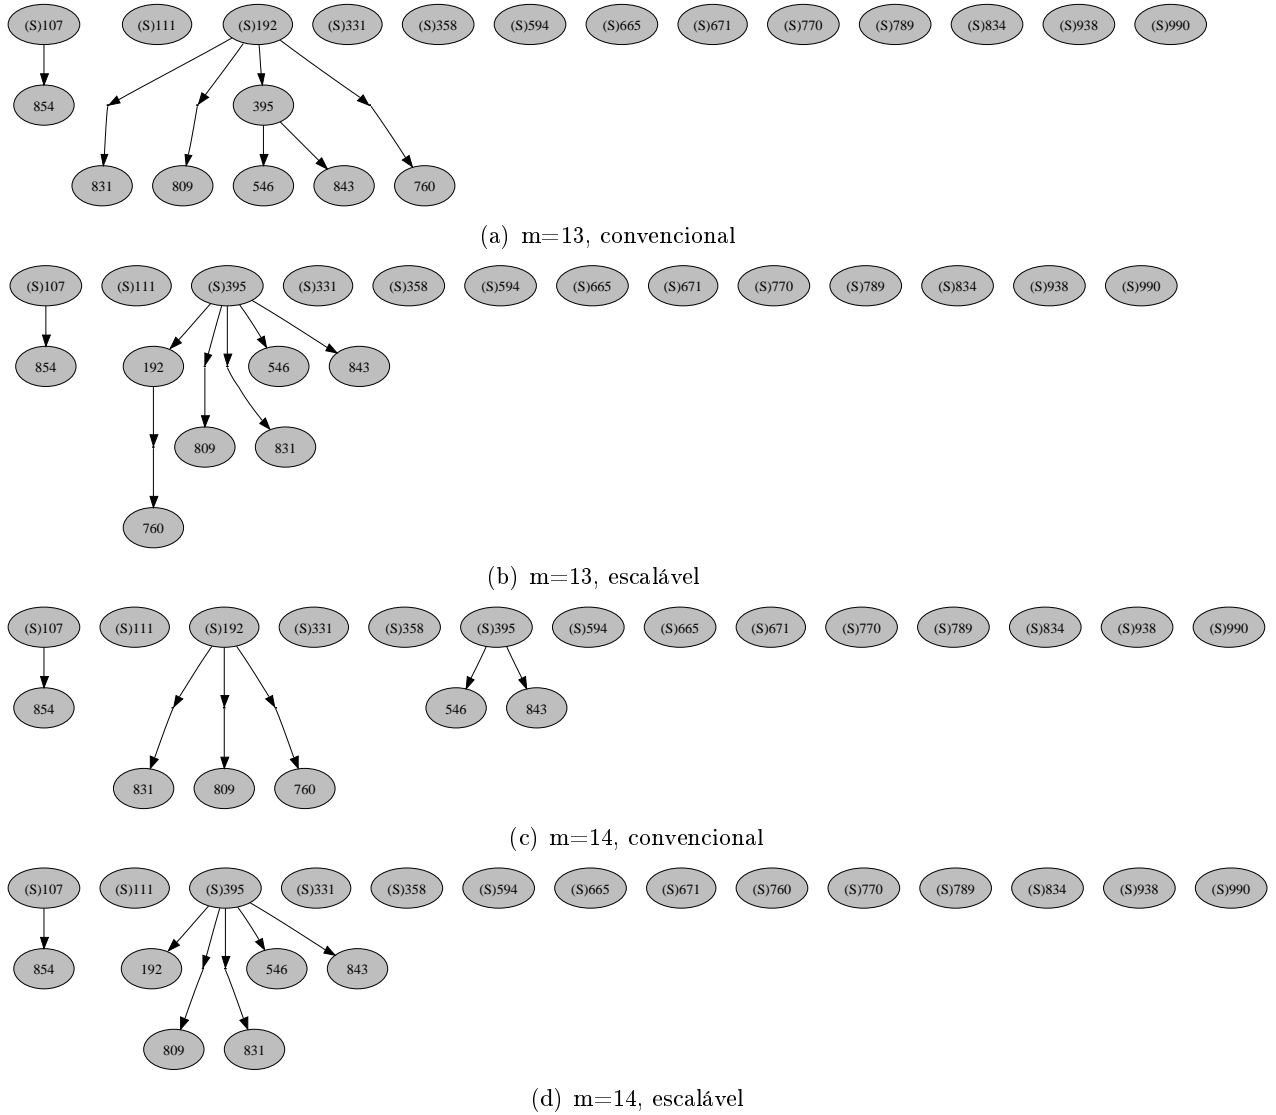 (S)107 (S)111 (S)192 (S)331 (S)358 (S)594 (S)665 (S)671 (S)770 (S)789 (S)834 (S)938 (S)990
854 395
831 809 546 843 760
(a) m=13, convencional
(S)107 (S)111 (S)395 (S)331 (S)358 (S)594 (S)665 (S)671 (S)770 (S)789 (S)834 (S)938 (S)990
854 192 546 843
809 831
760
(b) m=13, escalável
(S)107 (S)111 (S)192 (S)331 (S)358 (S)395 (S)594 (S)665 (S)671 (S)770 (S)789 (S)834 (S)938 (S)990
854 546 843
831 809 760
(c) m=14, convencional
(S)107 (S)111 (S)395 (S)331 (S)358 (S)594 (S)665 (S)671 (S)760 (S)770 (S)789 (S)834 (S)938 (S)990
854 192 546 843
809 831
(d) m=14, escalável